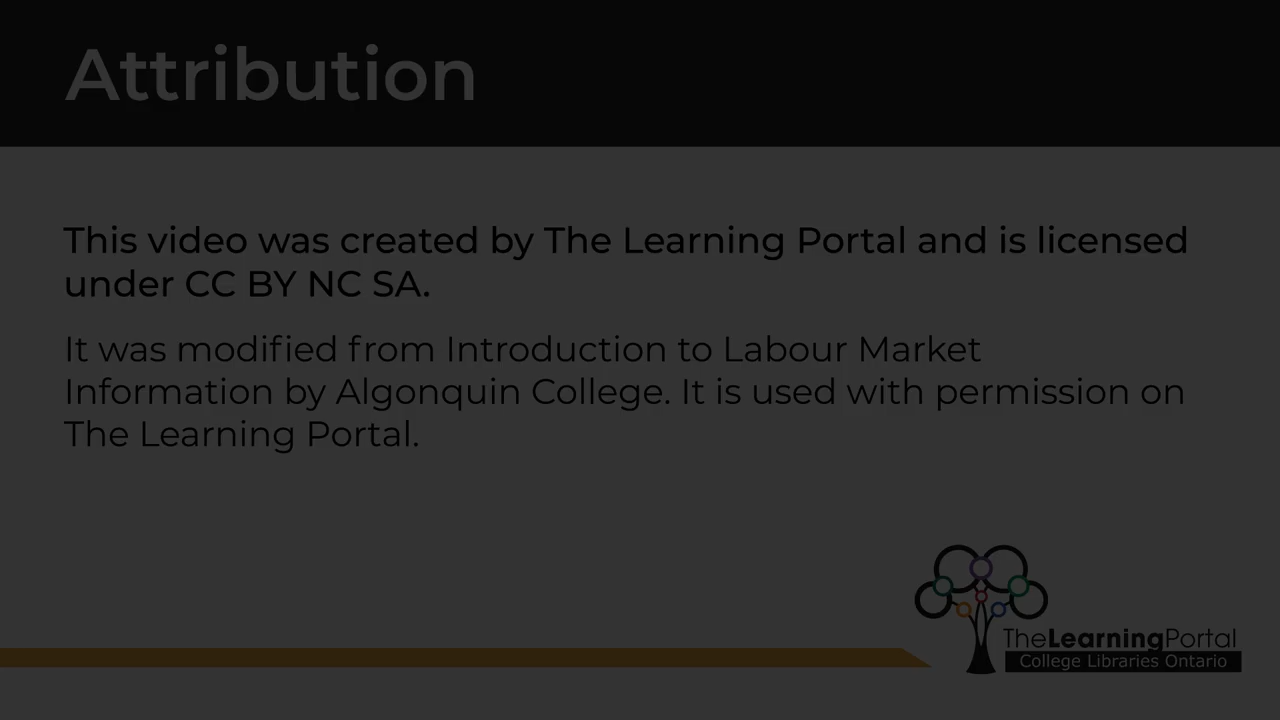 Attribution
This video was created by The Learning Portal and is licensed
under CC BY NC SA.
It was modified from Introduction to Labour Market
Information by Algonquin College. It is used with permission on
The Learning Portal.
TheLearningPortal
College Libraries Ontario